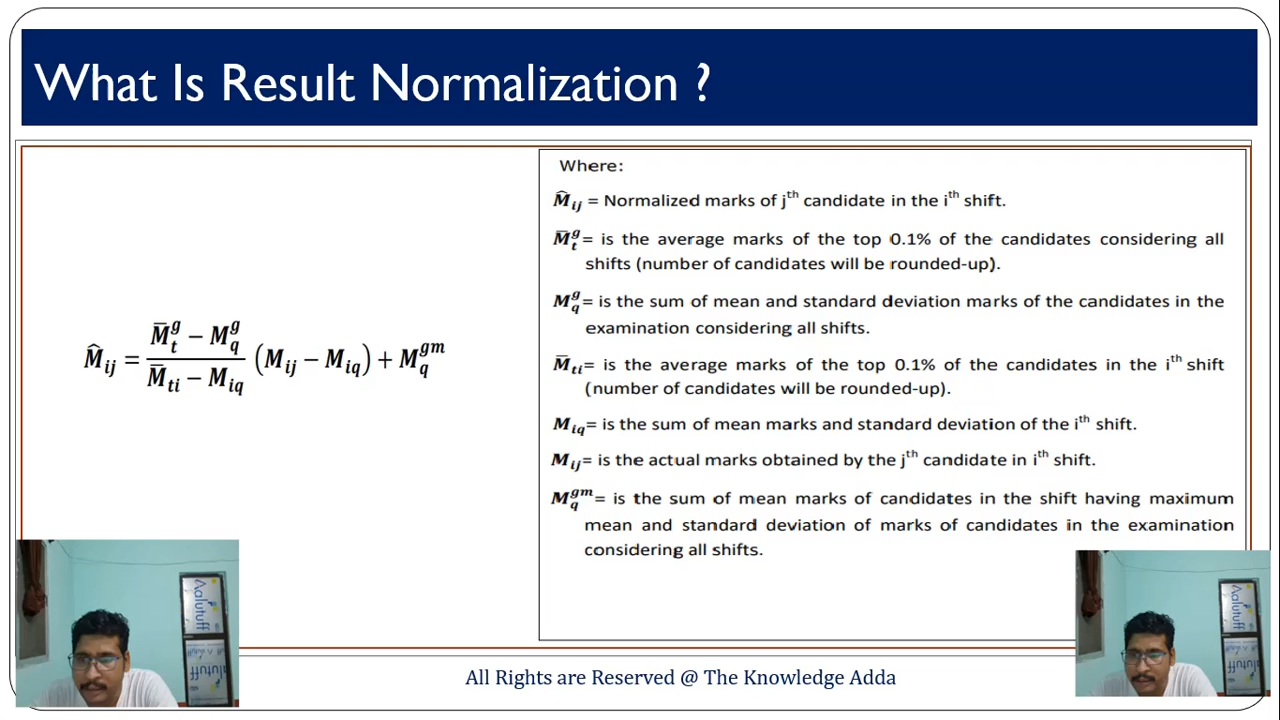 What Is Result Normalization ?
M̂ij = (M̄tᵍ − Mqᵍ) / (M̄ti − Miq) (Mij − Miq) + Mqᵍᵐ
Where:
M̂ij = Normalized marks of jth candidate in the ith shift.
M̄tᵍ= is the average marks of the top 0.1% of the candidates considering all
shifts (number of candidates will be rounded-up).
Mqᵍ= is the sum of mean and standard deviation marks of the candidates in the
examination considering all shifts.
M̄ti= is the average marks of the top 0.1% of the candidates in the ith shift
(number of candidates will be rounded-up).
Miq= is the sum of mean marks and standard deviation of the ith shift.
Mij= is the actual marks obtained by the jth candidate in ith shift.
Mqᵍᵐ= is the sum of mean marks of candidates in the shift having maximum
mean and standard deviation of marks of candidates in the examination
considering all shifts.
All Rights are Reserved @ The Knowledge Adda